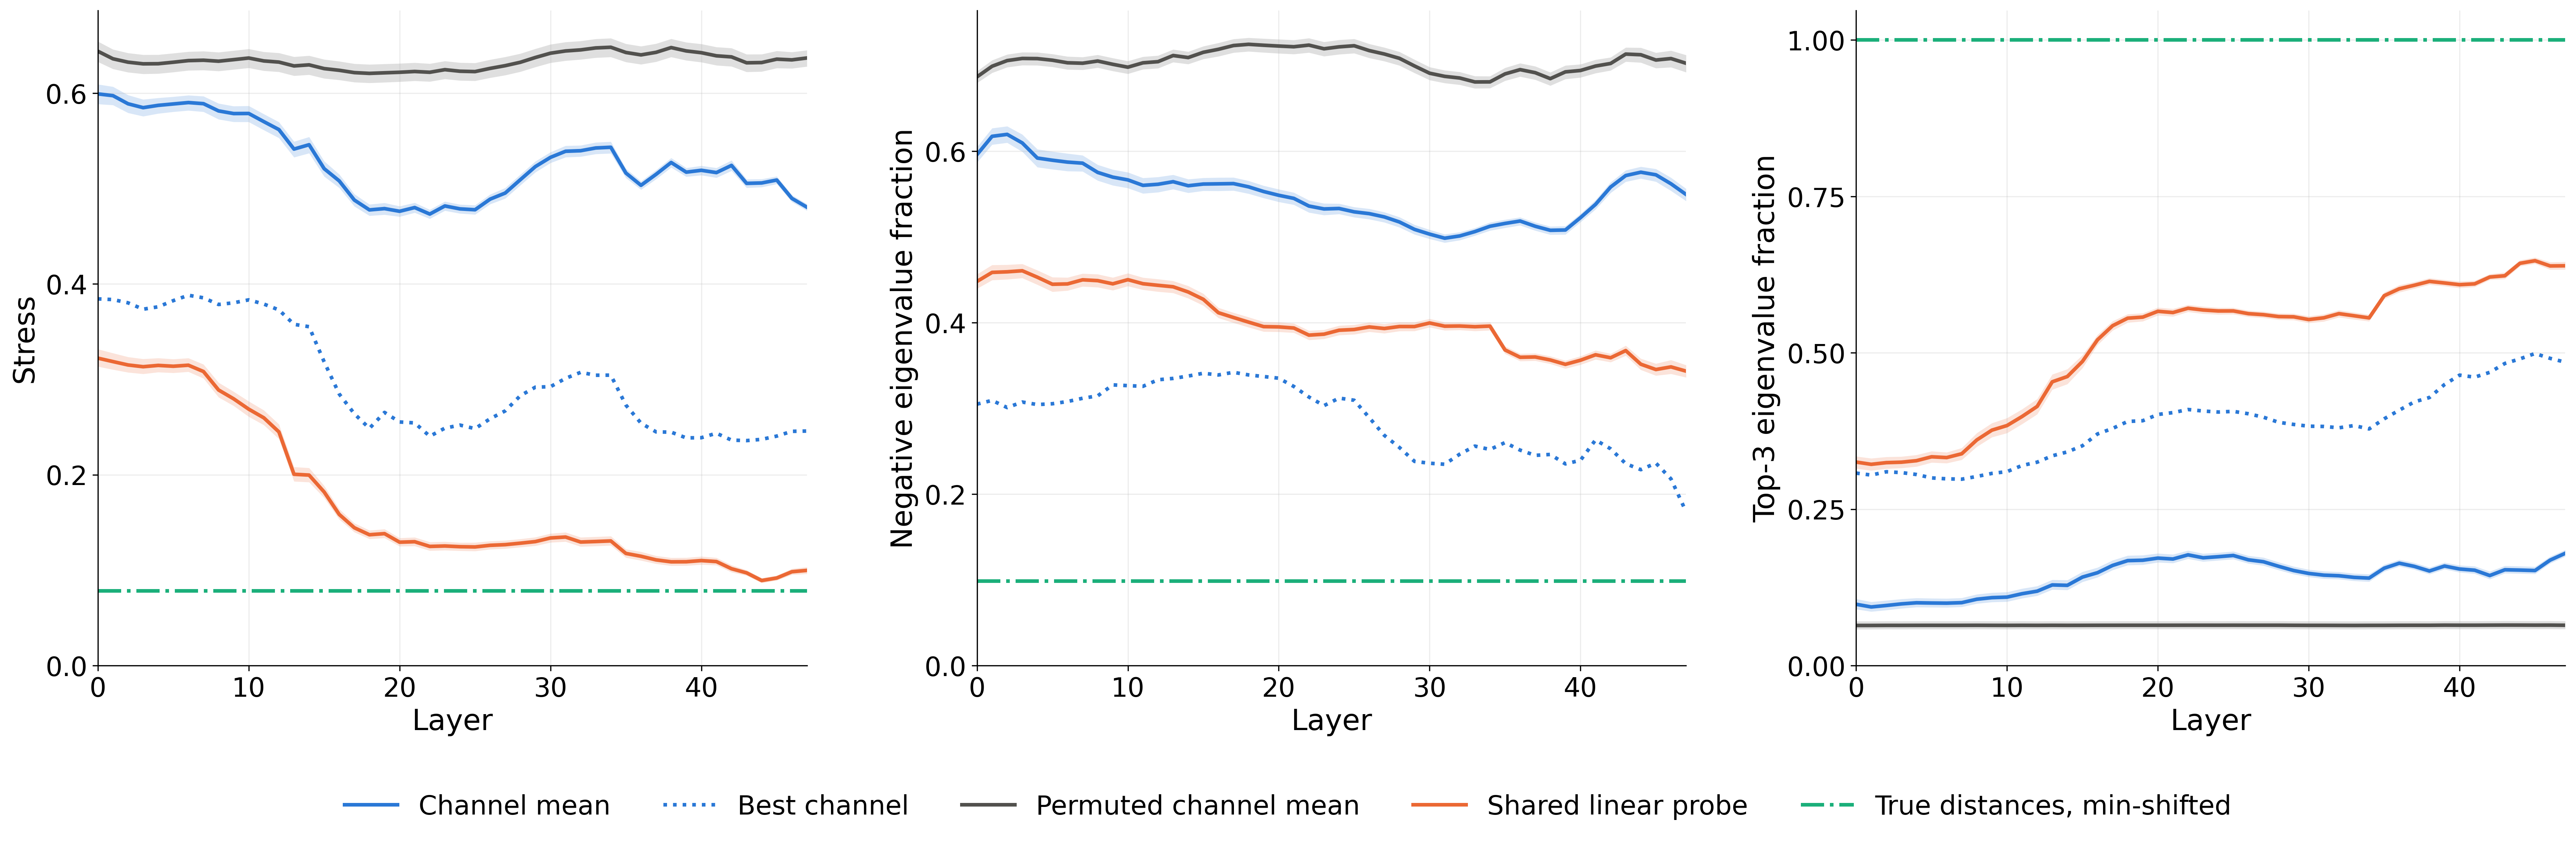 Stress
0.6
0.4
0.2
0.0
0 10 20 30 40
Layer
Negative eigenvalue fraction
0.6
0.4
0.2
0.0
0 10 20 30 40
Layer
Top-3 eigenvalue fraction
1.00
0.75
0.50
0.25
0.00
0 10 20 30 40
Layer
Channel mean Best channel Permuted channel mean Shared linear probe True distances, min-shifted